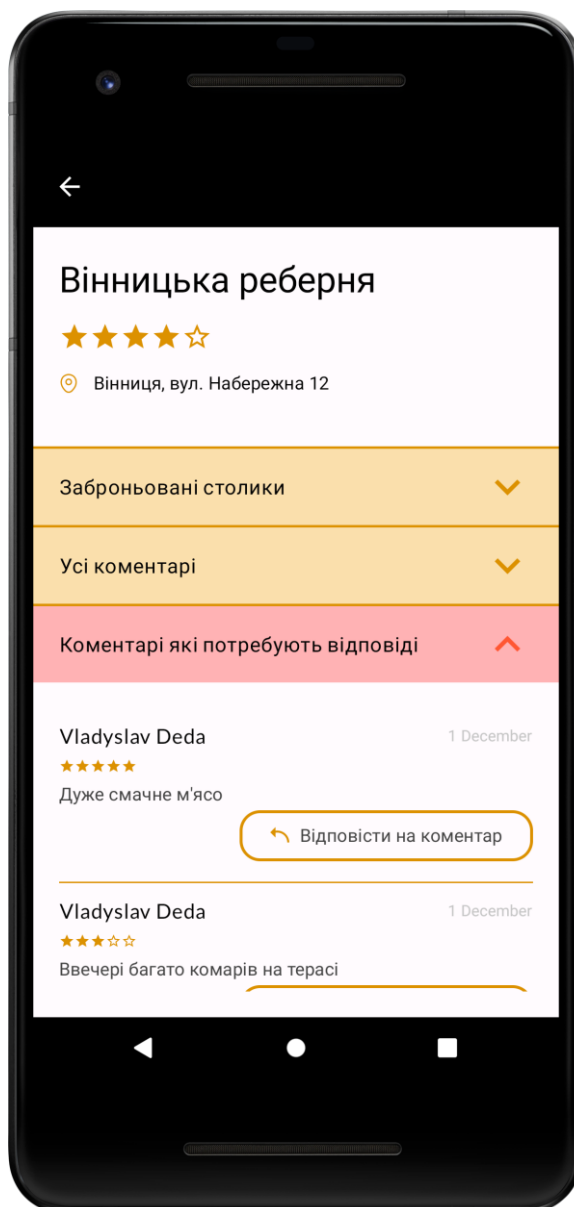 Вінницька реберня
Вінниця, вул. Набережна 12
Заброньовані столики
Усі коментарі
Коментарі які потребують відповіді
Vladyslav Deda
1 December
Дуже смачне м'ясо
Відповісти на коментар
Vladyslav Deda
1 December
Ввечері багато комарів на терасі